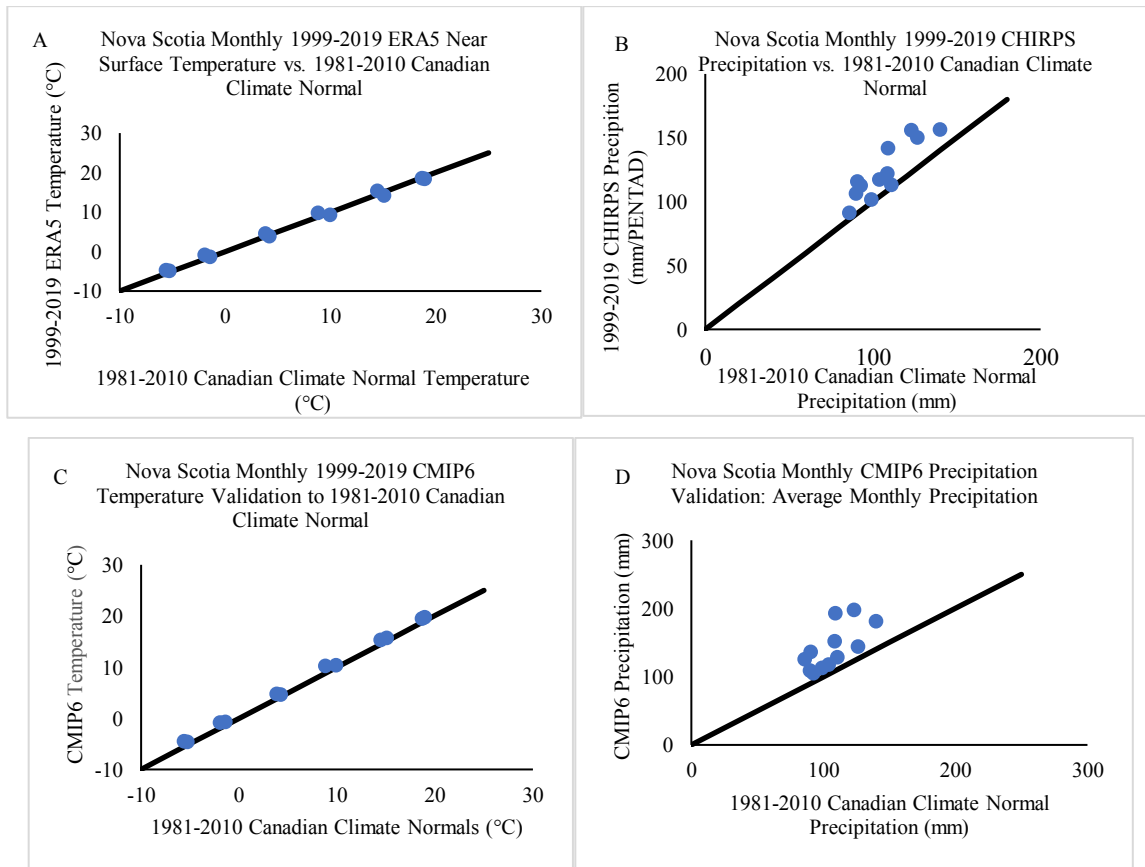 A
Nova Scotia Monthly 1999-2019 ERA5 Near
Surface Temperature vs. 1981-2010 Canadian
Climate Normal
1999-2019 ERA5 Temperature (°C)
30
20
10
0
-10
-10
0
10
20
30
1981-2010 Canadian Climate Normal Temperature
(°C)
B
Nova Scotia Monthly 1999-2019 CHIRPS
Precipitation vs. 1981-2010 Canadian Climate
Normal
1999-2019 CHIRPS Precipition
(mm/PENTAD)
200
150
100
50
0
0
100
200
1981-2010 Canadian Climate Normal
Precipitation (mm)
C
Nova Scotia Monthly 1999-2019 CMIP6
Temperature Validation to 1981-2010 Canadian
Climate Normal
CMIP6 Temperature (°C)
30
20
10
0
-10
-10
0
10
20
30
1981-2010 Canadian Climate Normals (°C)
D
Nova Scotia Monthly CMIP6 Precipitation
Validation: Average Monthly Precipitation
CMIP6 Precipitation (mm)
300
200
100
0
0
100
200
300
1981-2010 Canadian Climate Normal
Precipitation (mm)